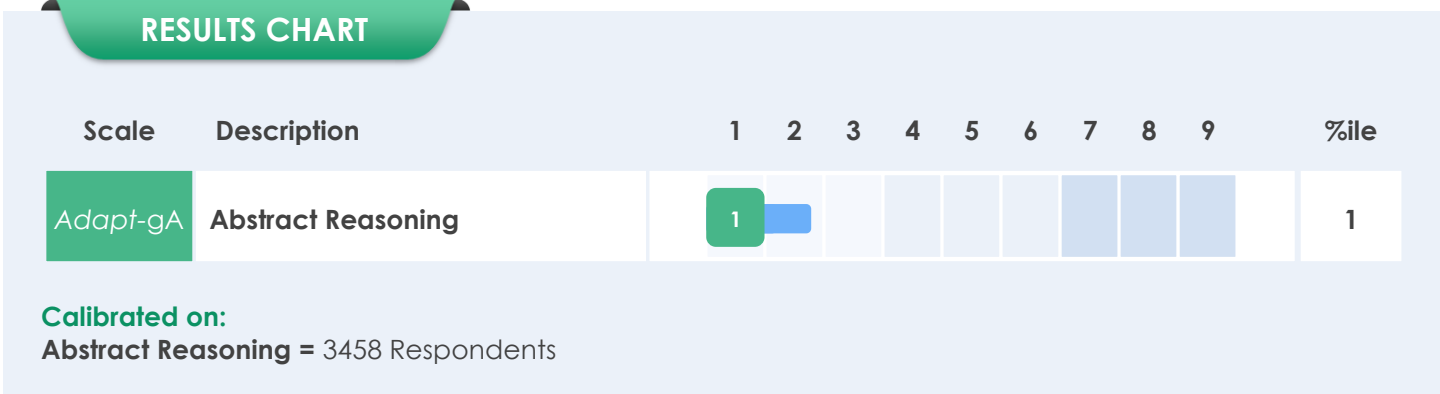 RESULTS CHART
Scale Description 1 2 3 4 5 6 7 8 9 %ile
Adapt-gA Abstract Reasoning 1 1
Calibrated on:
Abstract Reasoning = 3458 Respondents